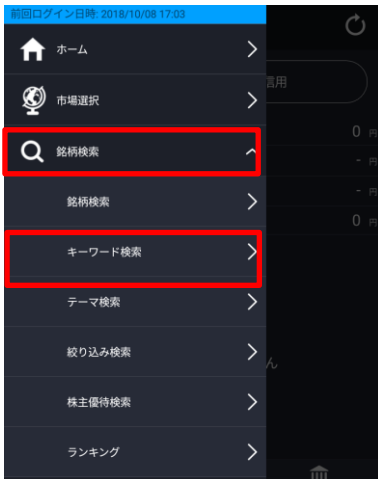 前回ログイン日時: 2018/10/08 17:03
ホーム
市場選択
信用
銘柄検索
0 円
- 円
銘柄検索
- 円
0 円
キーワード検索
テーマ検索
絞り込み検索
ん
株主優待検索
ランキング